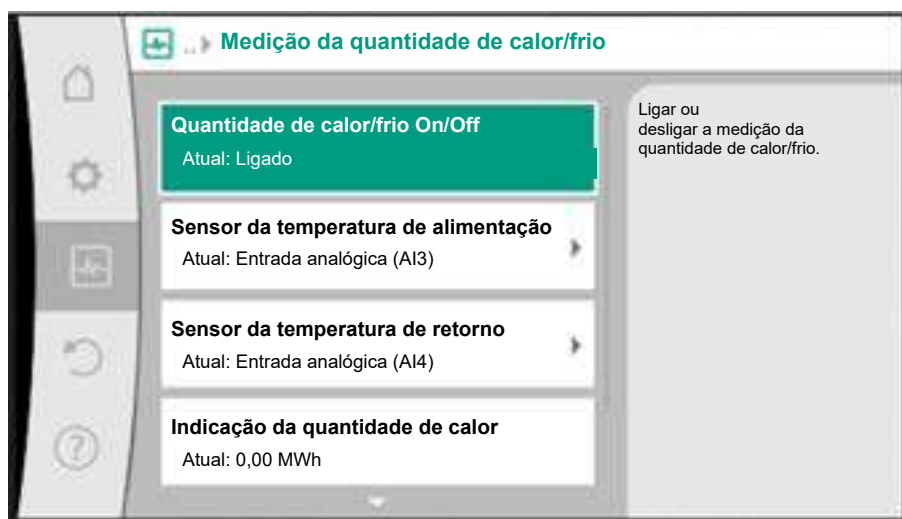 .. Medição da quantidade de calor/frio
Quantidade de calor/frio On/Off
Atual: Ligado
Sensor da temperatura de alimentação
Atual: Entrada analógica (AI3)
Sensor da temperatura de retorno
Atual: Entrada analógica (AI4)
Indicação da quantidade de calor
Atual: 0,00 MWh
Ligar ou
desligar a medição da
quantidade de calor/frio.